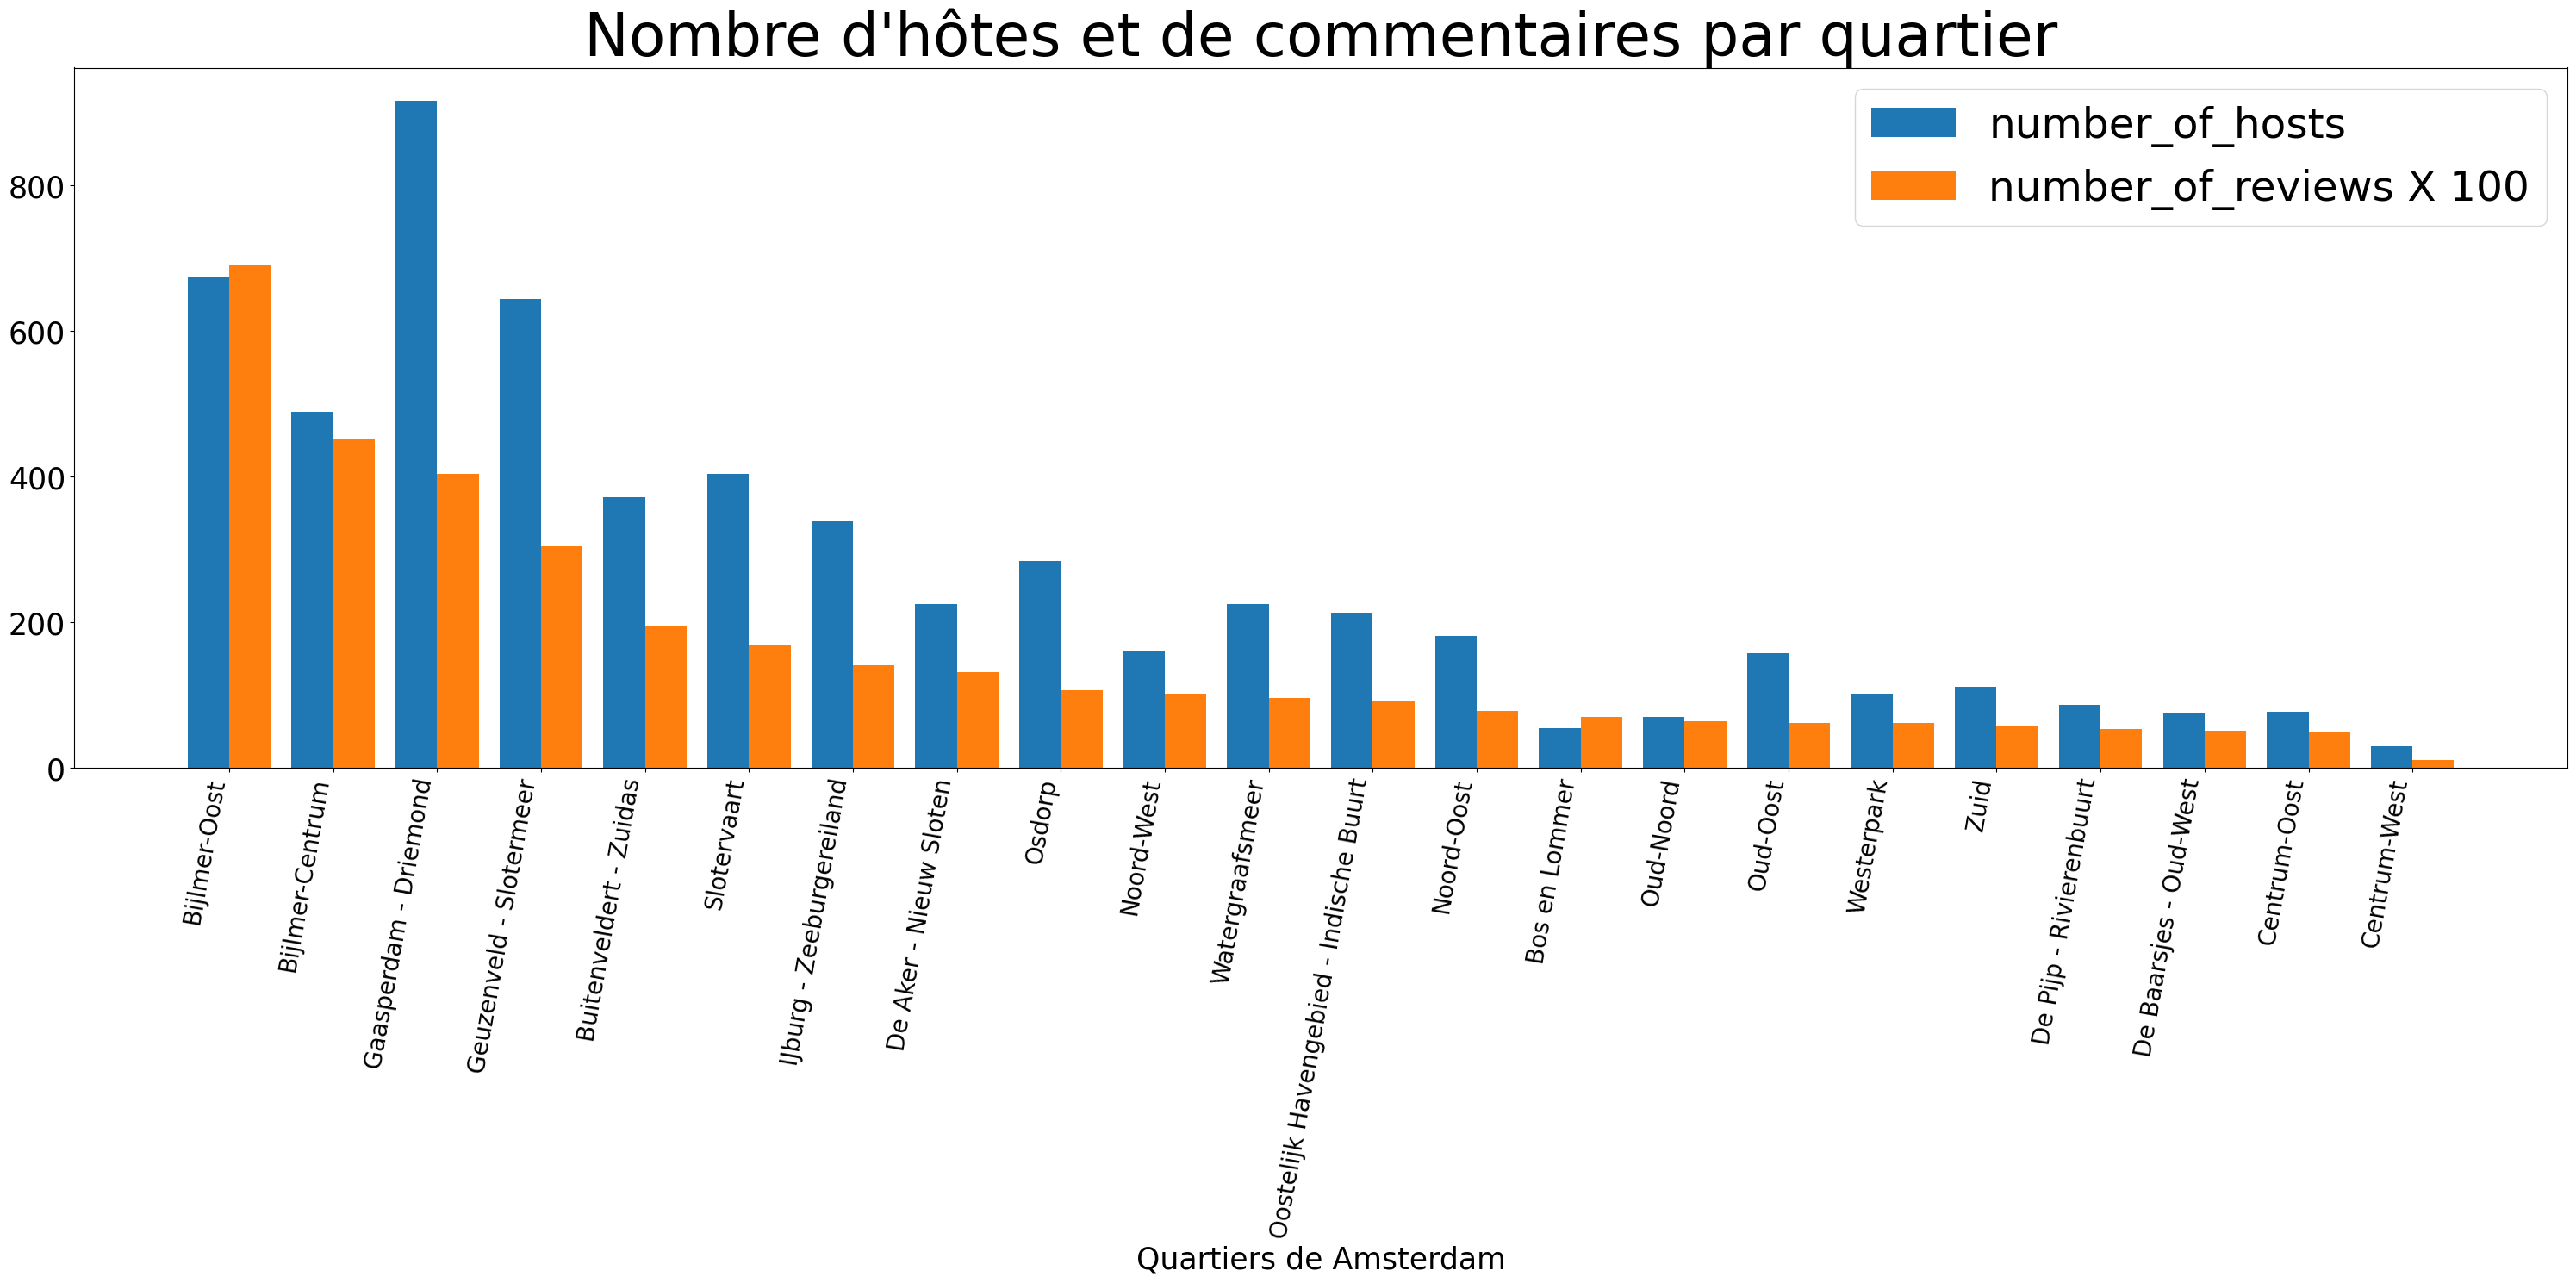 Nombre d'hôtes et de commentaires par quartier
number_of_hosts
number_of_reviews X 100
800
600
400
200
0
Bijlmer-Oost
Bijlmer-Centrum
Gaasperdam - Driemond
Geuzenveld - Slotermeer
Buitenveldert - Zuidas
Slotervaart
IJburg - Zeeburgereiland
De Aker - Nieuw Sloten
Osdorp
Noord-West
Watergraafsmeer
Oostelijk Havengebied - Indische Buurt
Noord-Oost
Bos en Lommer
Oud-Noord
Oud-Oost
Westerpark
Zuid
De Pijp - Rivierenbuurt
De Baarsjes - Oud-West
Centrum-Oost
Centrum-West
Quartiers de Amsterdam